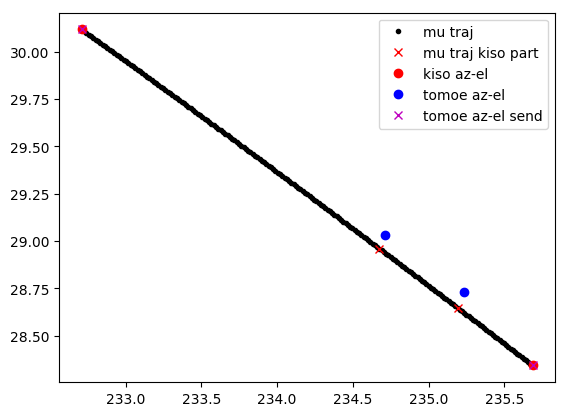 30.00
29.75
29.50
29.25
29.00
28.75
28.50
233.0 233.5 234.0 234.5 235.0 235.5
mu traj
mu traj kiso part
kiso az-el
tomoe az-el
tomoe az-el send